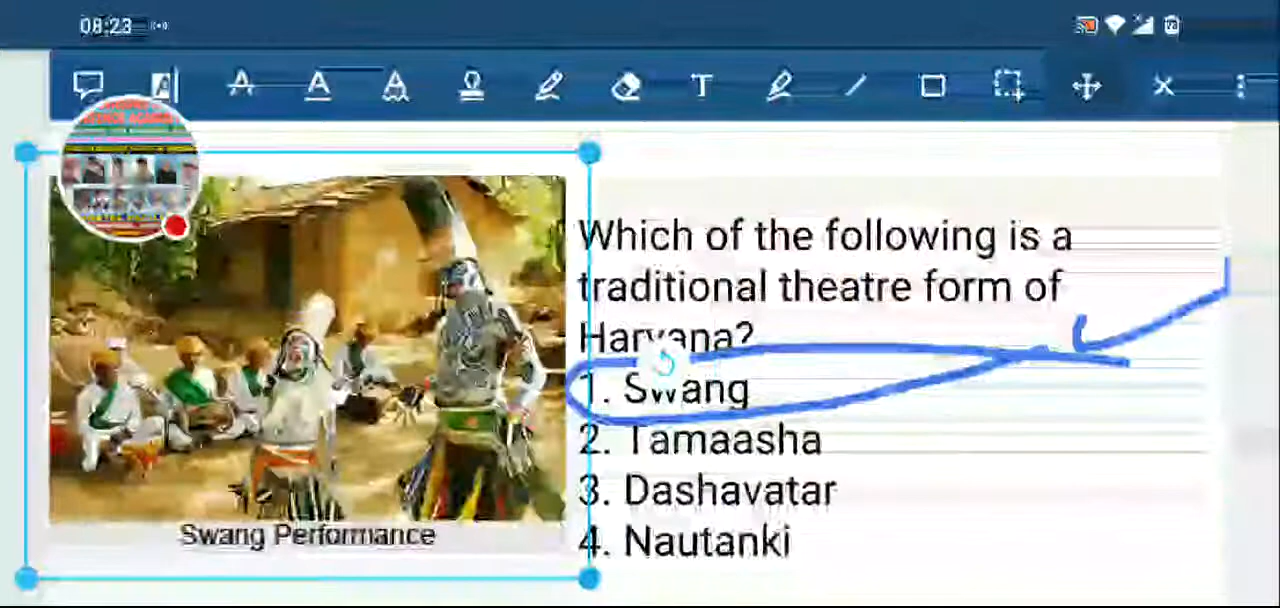 08:23
T
Which of the following is a
traditional theatre form of
Haryana?
1. Swang
2. Tamaasha
3. Dashavatar
4. Nautanki
Swang Performance